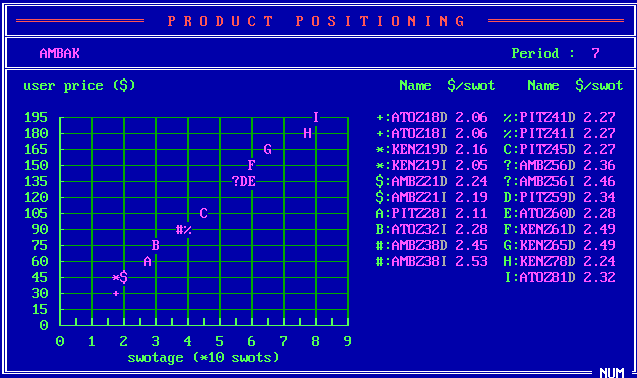 P R O D U C T  P O S I T I O N I N G
AMBAK Period : 7
user price ($) Name $/swot Name $/swot
195 I +:ATOZ18D 2.06 %:PITZ41D 2.27
180 H +:ATOZ18I 2.06 %:PITZ41I 2.27
165 G *:KENZ19D 2.16 C:PITZ45D 2.27
150 F *:KENZ19I 2.05 ?:AMBZ56D 2.36
135 ?DE $:AMBZ21D 2.24 ?:AMBZ56I 2.46
120 $:AMBZ21I 2.19 D:PITZ59D 2.34
105 C A:PITZ28I 2.11 E:ATOZ60D 2.28
90 #% B:ATOZ32I 2.28 F:KENZ61D 2.49
75 B #:AMBZ38D 2.45 G:KENZ65D 2.49
60 A #:AMBZ38I 2.53 H:KENZ78D 2.24
45 *$ I:ATOZ81D 2.32
30 +
15
0
0 1 2 3 4 5 6 7 8 9
swotage (*10 swots)
NUM